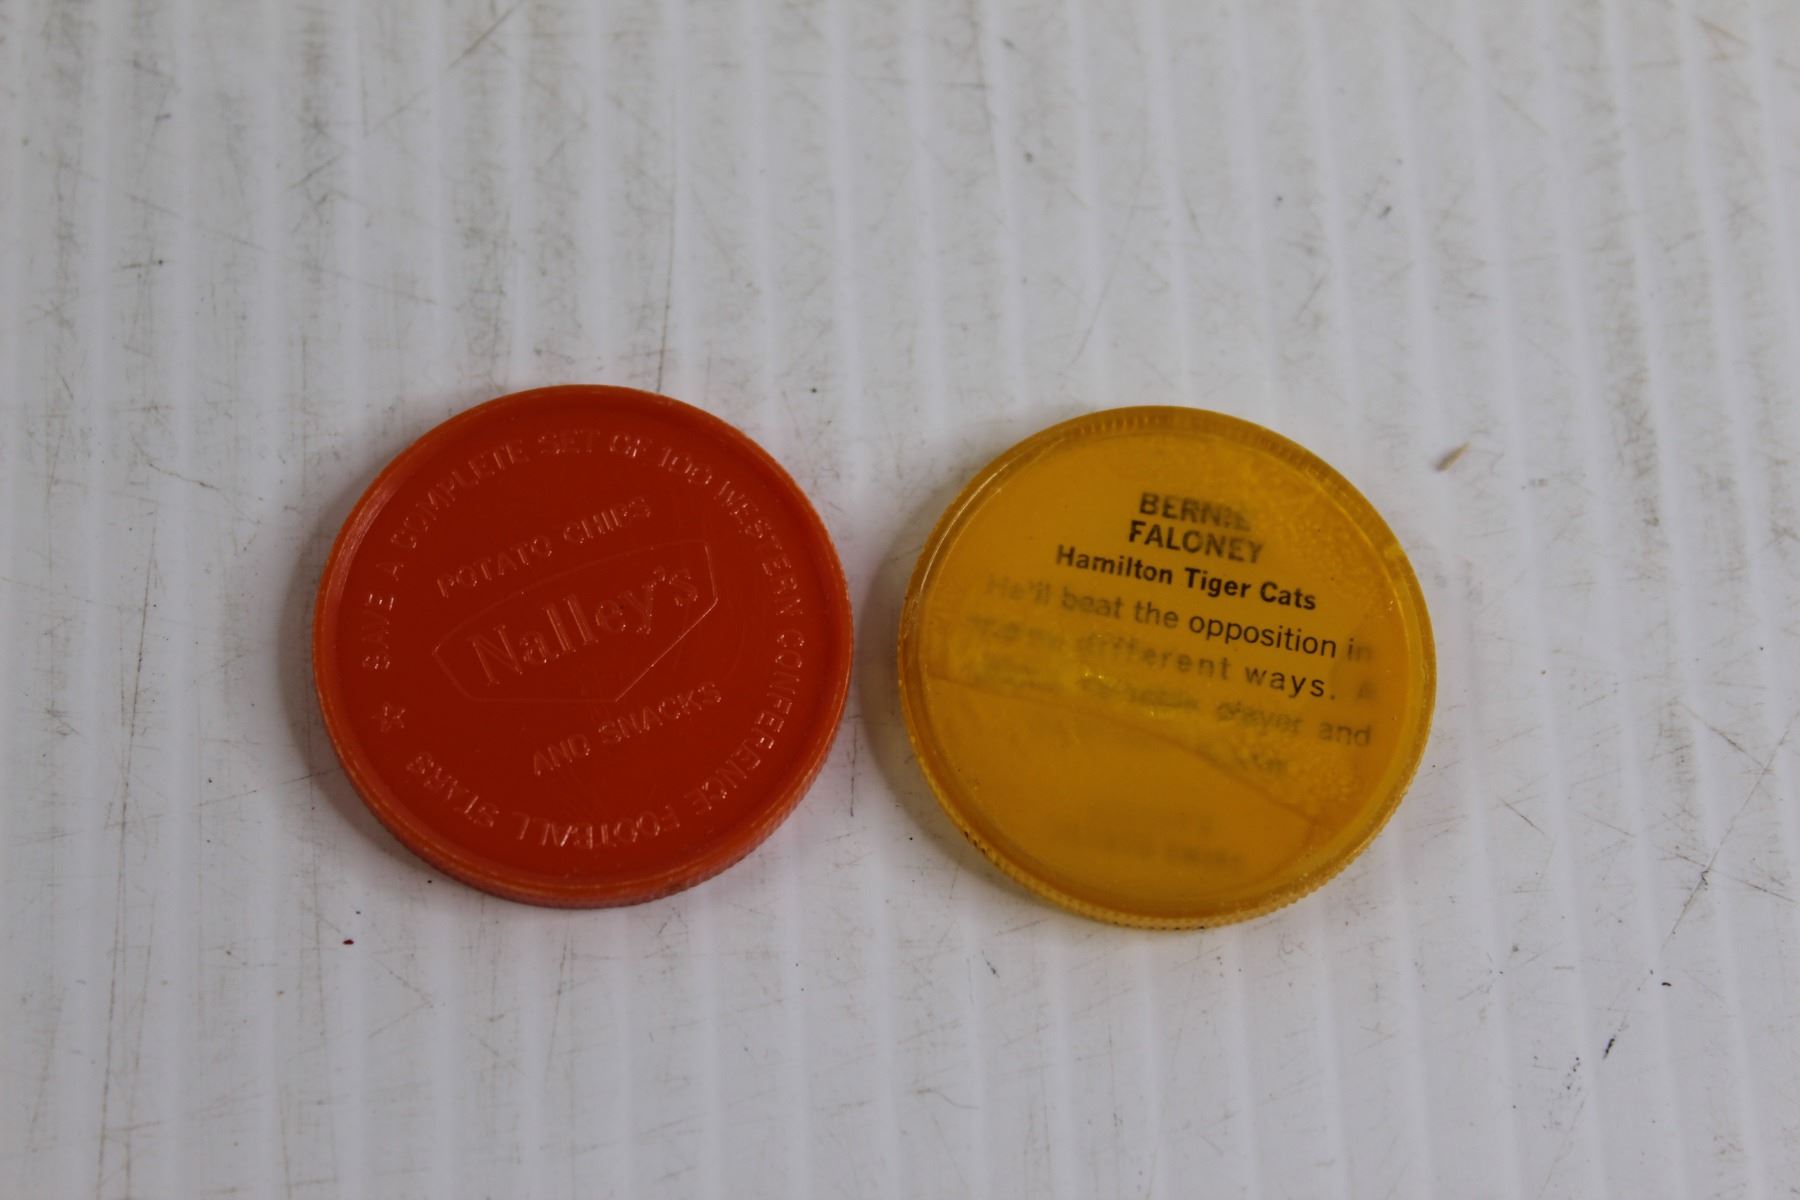 SAVE A COMPLETE SET OF 100 WESTERN CONFERENCE FOOTBALL STARS
POTATO CHIPS
Nalley's
AND SNACKS
BERNIE
FALONEY
Hamilton Tiger Cats
He'll beat the opposition in
different ways. A
player and